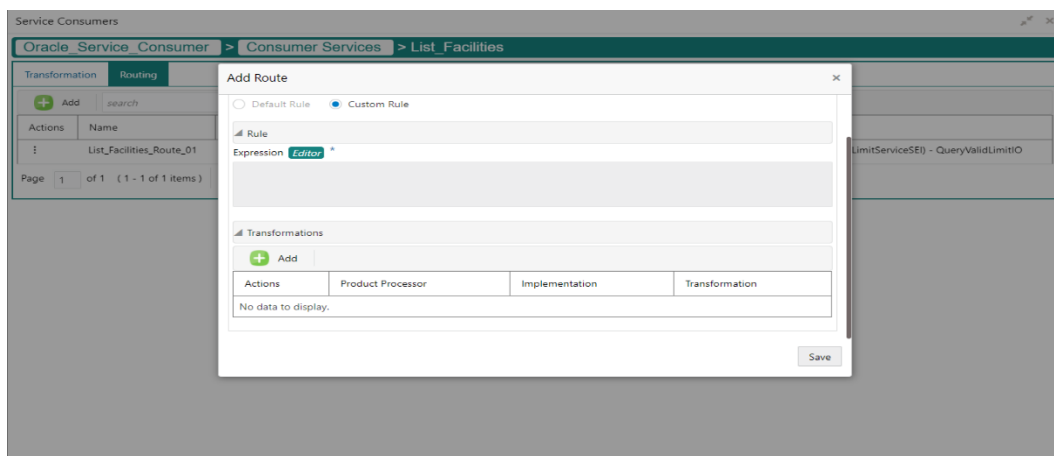 Service Consumers
Oracle_Service_Consumer > Consumer Services > List_Facilities
Transformation Routing
Add search
Actions Name
List_Facilities_Route_01 LimitServiceSEI) - QueryValidLimitIO
Page 1 of 1 ( 1 - 1 of 1 items )
Add Route
Default Rule Custom Rule
Rule
Expression Editor *
Transformations
Add
Actions Product Processor Implementation Transformation
No data to display.
Save